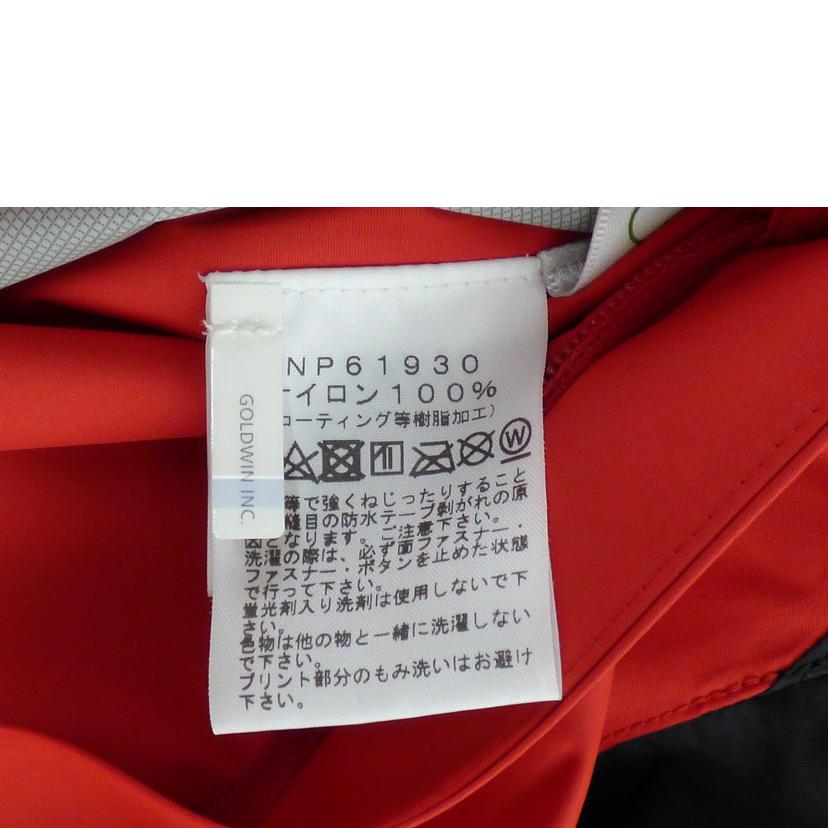 NP61930
イロン100%
コーティング等樹脂加工)
W
等で強くねじったりすること
縫目の防水テープ剥がれの原
因となります。ご注意下さい。
洗濯の際は、必ず面ファスナー・
ファスナー・ボタンを止めた状態
で行って下さい。
蛍光剤入り洗剤は使用しないで下
さい。
色物は他の物と一緒に洗濯しない
で下さい。
プリント部分のもみ洗いはお避け
下さい。
GOLDWIN INC.